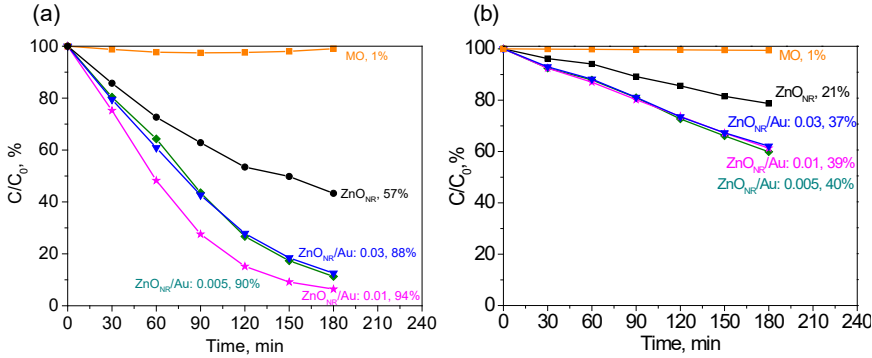 (a)
(b)
C/C0, %
100
80
60
40
20
0
MO, 1%
ZnONR, 57%
ZnONR/Au: 0.03, 88%
ZnONR/Au: 0.005, 90%
ZnONR/Au: 0.01, 94%
0 30 60 90 120 150 180 210 240
Time, min
C/C0, %
100
80
60
40
20
0
MO, 1%
ZnONR, 21%
ZnONR/Au: 0.03, 37%
ZnONR/Au: 0.01, 39%
ZnONR/Au: 0.005, 40%
0 30 60 90 120 150 180 210 240
Time, min